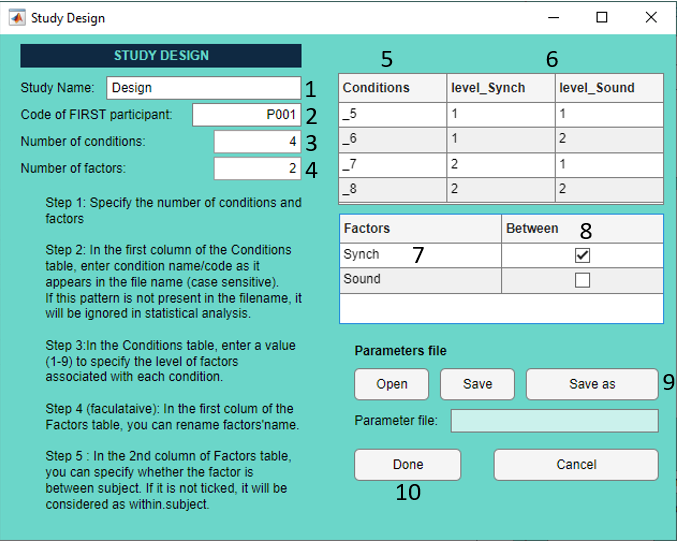 Study Design
STUDY DESIGN
Study Name: Design 1
Code of FIRST participant: P001 2
Number of conditions: 4 3
Number of factors: 2 4
Step 1: Specify the number of conditions and
factors
Step 2: In the first column of the Conditions
table, enter condition name/code as it
appears in the file name (case sensitive).
If this pattern is not present in the filename, it
will be ignored in statistical analysis.
Step 3:In the Conditions table, enter a value
(1-9) to specify the level of factors
associated with each condition.
Step 4 (faculataive): In the first colum of the
Factors table, you can rename factors'name.
Step 5 : In the 2nd column of Factors table,
you can specify whether the factor is
between subject. If it is not ticked, it will be
considered as within.subject.
5 6
Conditions level_Synch level_Sound
_5 1 1
_6 1 2
_7 2 1
_8 2 2
Factors Between 8
Synch 7
Sound
Parameters file
Open Save Save as 9
Parameter file:
Done Cancel
10